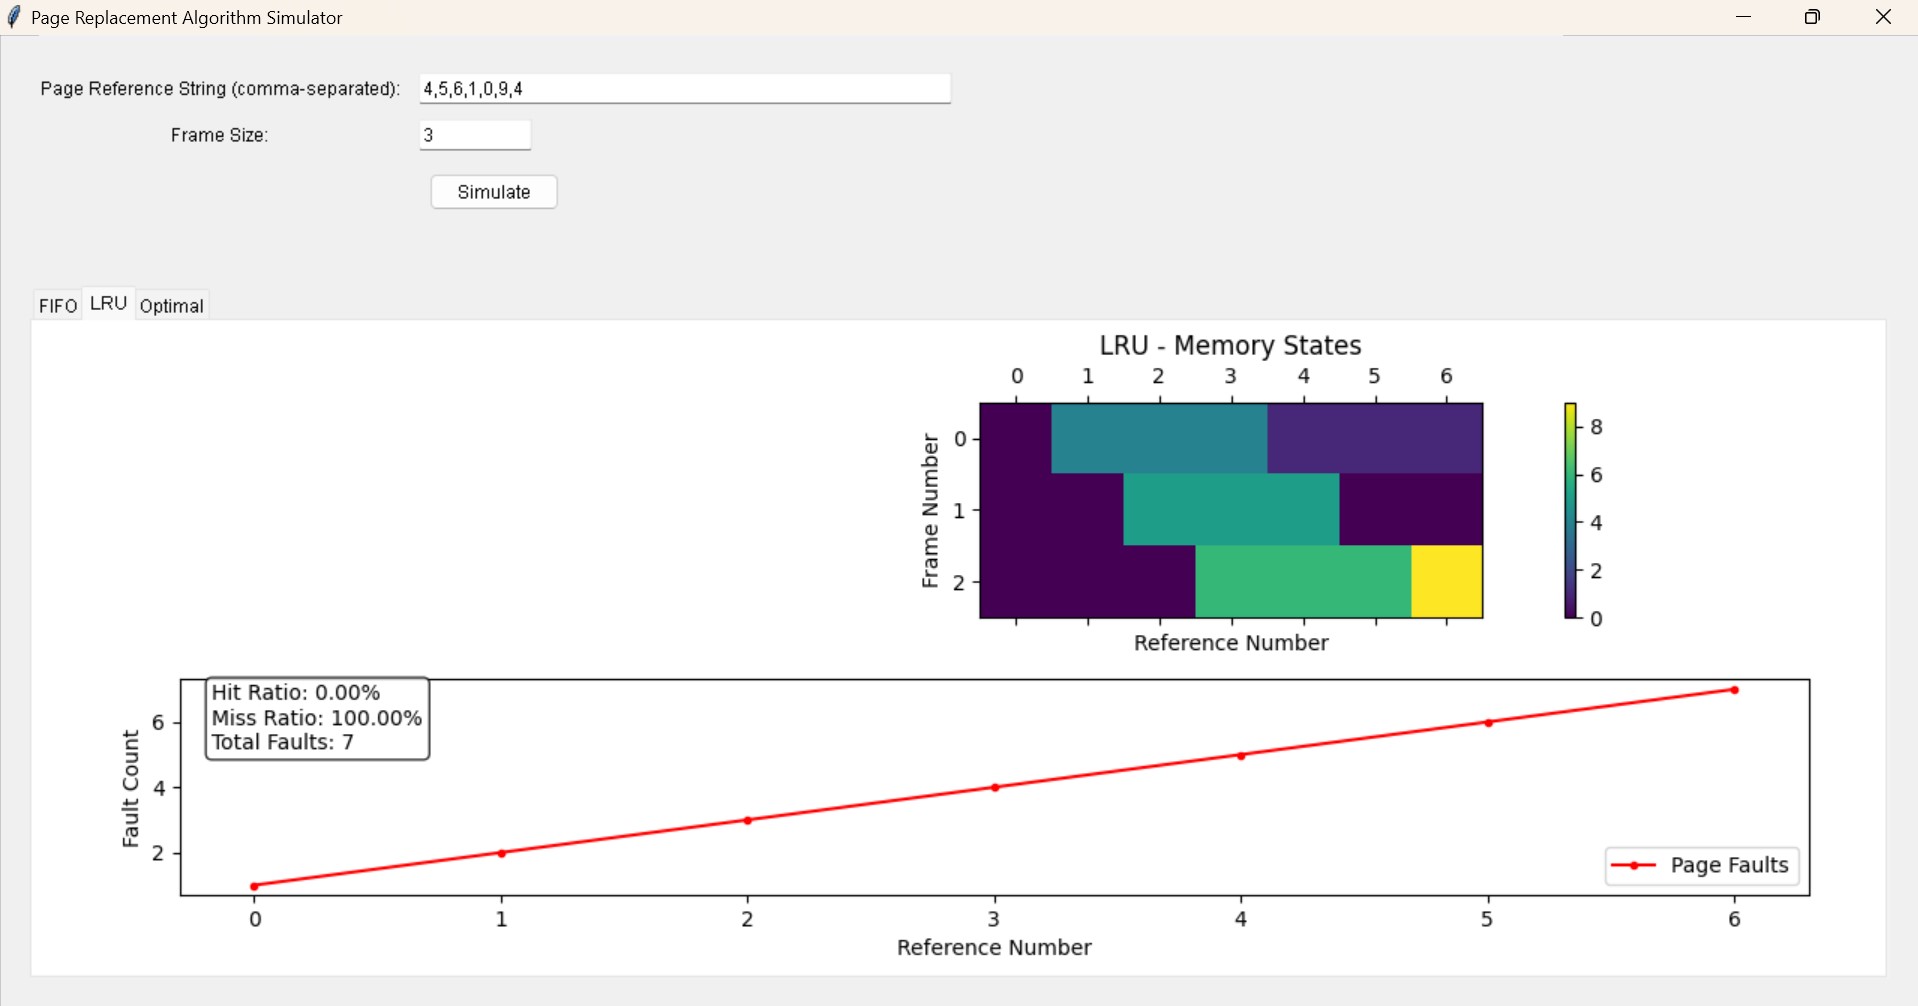 Page Replacement Algorithm Simulator
Page Reference String (comma-separated): 4,5,6,1,0,9,4
Frame Size: 3
Simulate
FIFO LRU Optimal
LRU - Memory States
0 1 2 3 4 5 6
Frame Number
0
1
2
Reference Number
8
6
4
2
0
Hit Ratio: 0.00%
Miss Ratio: 100.00%
Total Faults: 7
Fault Count
6
4
2
Page Faults
0 1 2 3 4 5 6
Reference Number